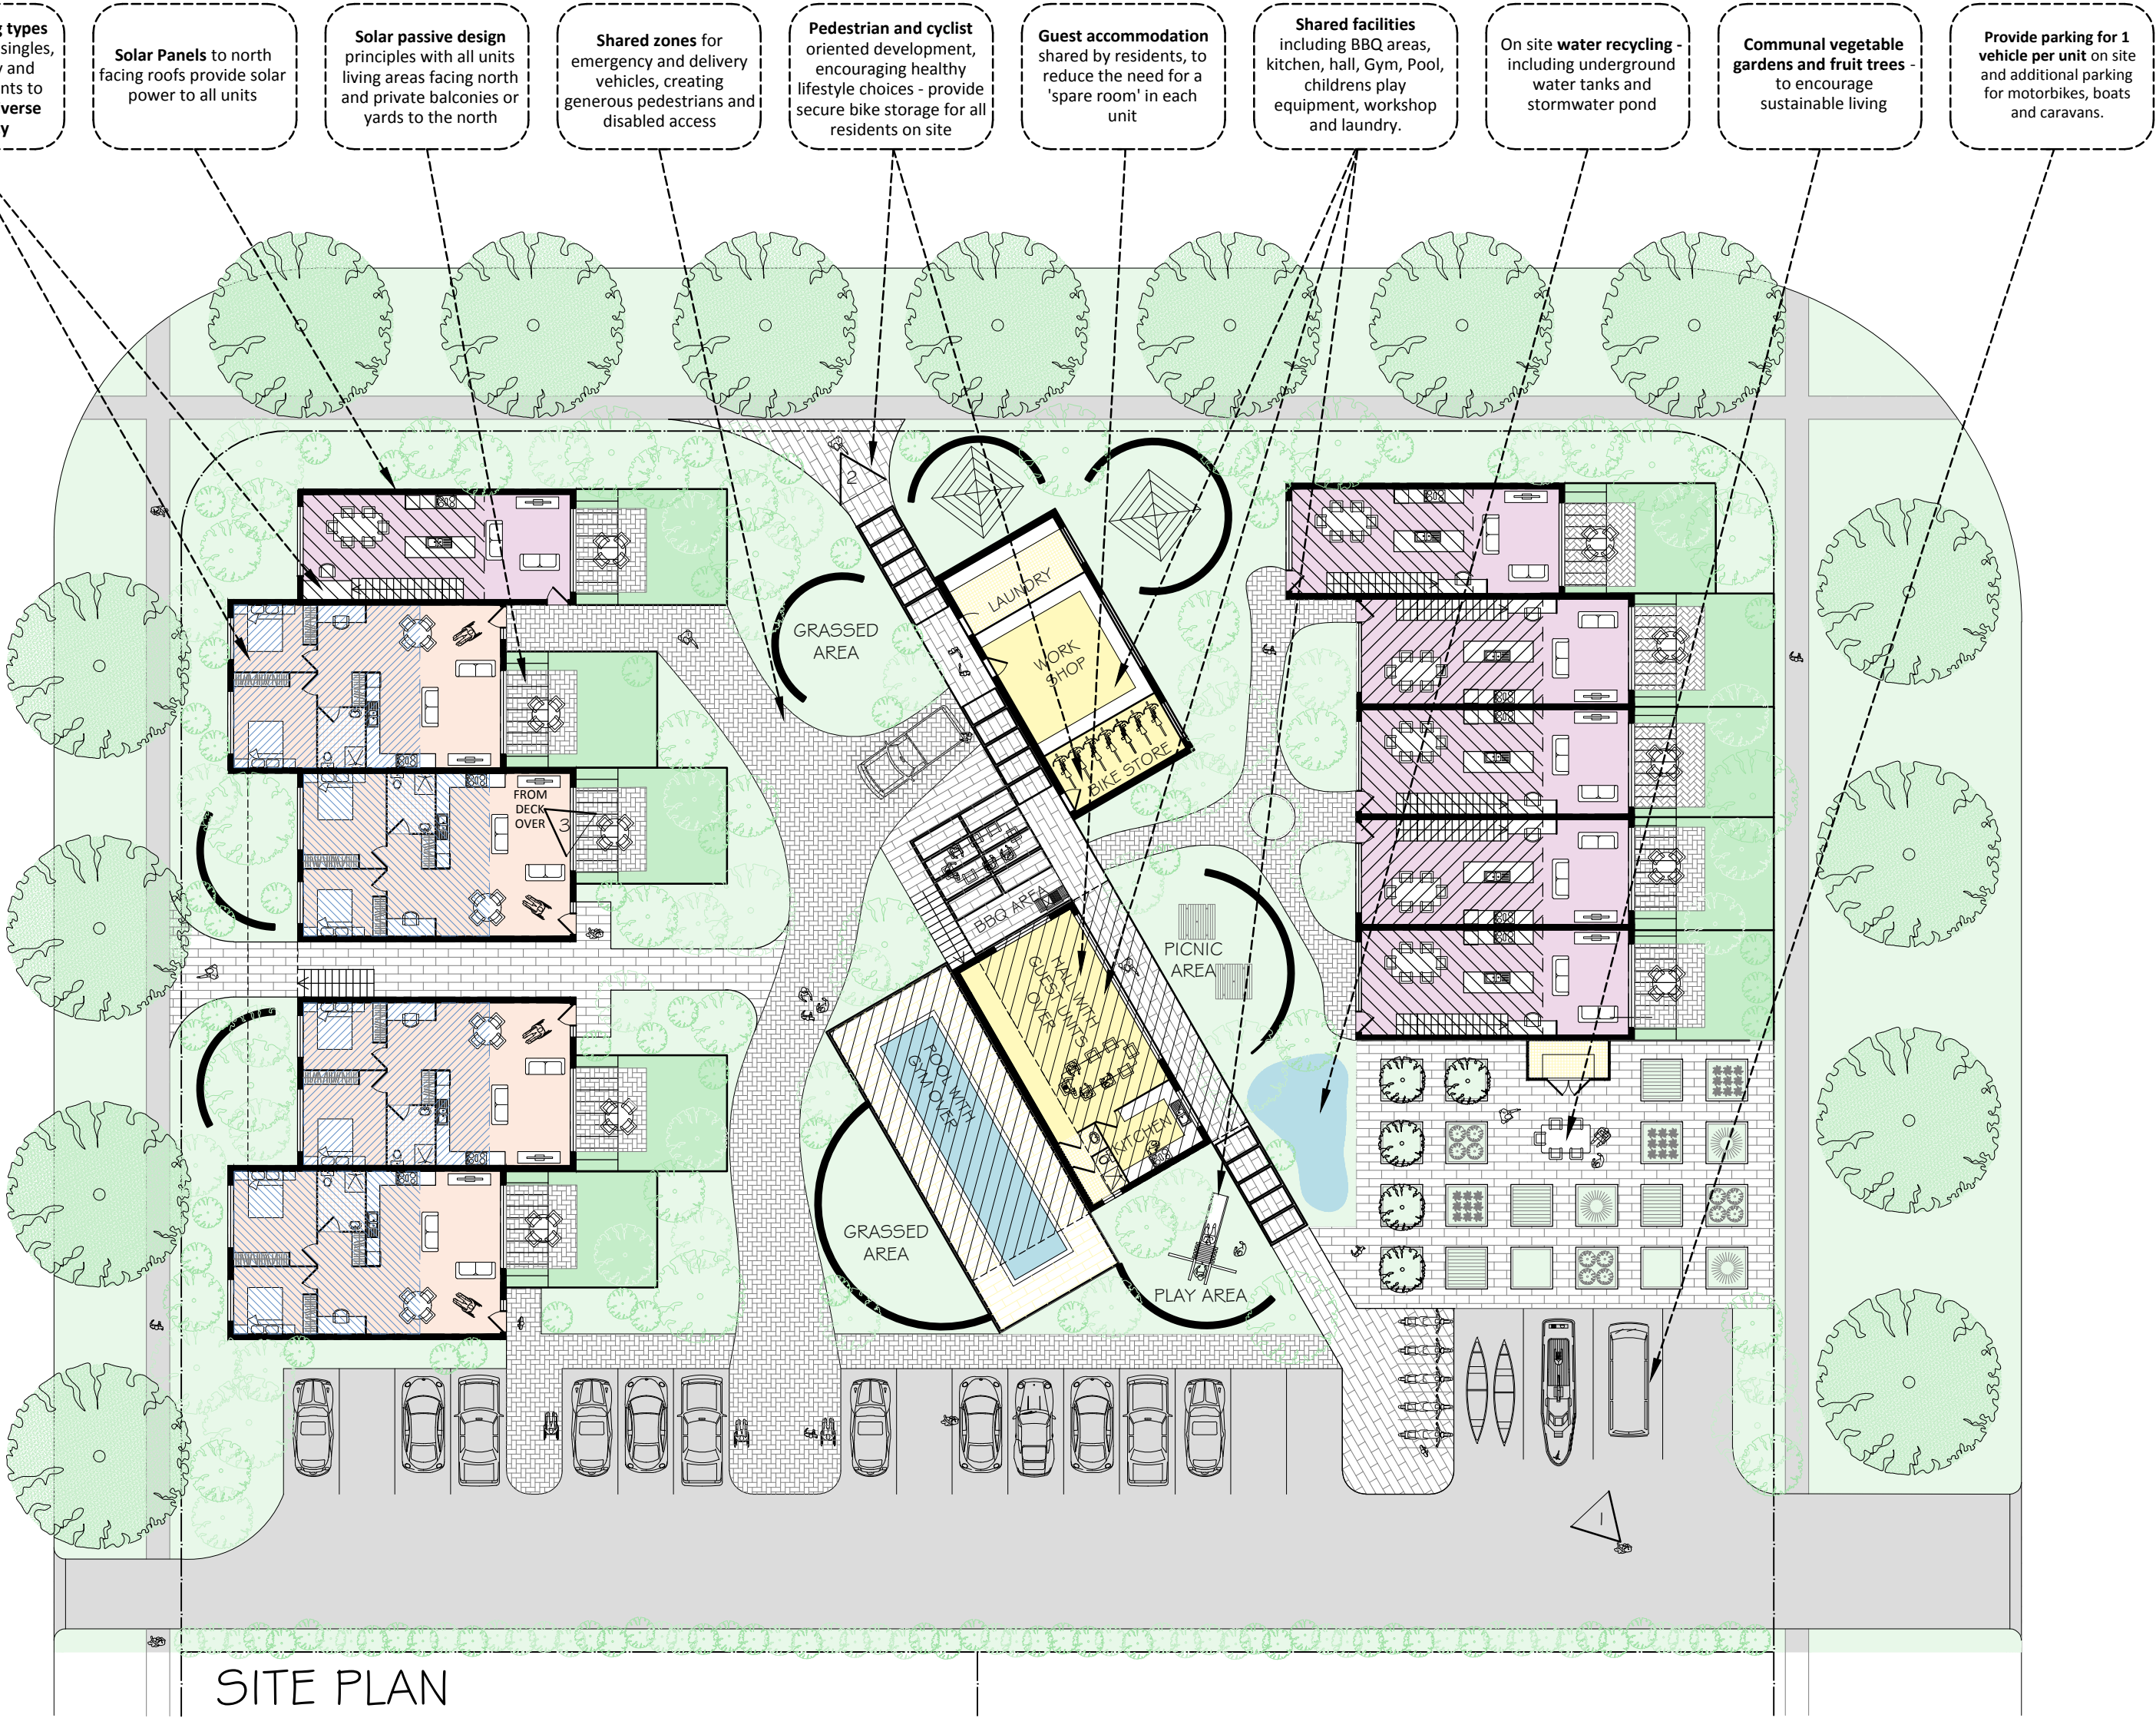 g types
singles,
y and
nts to
verse
y
Solar Panels to north
facing roofs provide solar
power to all units
Solar passive design
principles with all units
living areas facing north
and private balconies or
yards to the north
Shared zones for
emergency and delivery
vehicles, creating
generous pedestrians and
disabled access
Pedestrian and cyclist
oriented development,
encouraging healthy
lifestyle choices - provide
secure bike storage for all
residents on site
Guest accommodation
shared by residents, to
reduce the need for a
'spare room' in each
unit
Shared facilities
including BBQ areas,
kitchen, hall, Gym, Pool,
childrens play
equipment, workshop
and laundry.
On site water recycling -
including underground
water tanks and
stormwater pond
Communal vegetable
gardens and fruit trees -
to encourage
sustainable living
Provide parking for 1
vehicle per unit on site
and additional parking
for motorbikes, boats
and caravans.
2
LAUNDRY
GRASSED
AREA
WORK
SHOP
BIKE STORE
FROM
DECK
OVER
3
BBQ AREA
PICNIC
AREA
HALL WITH
GUEST UNITS
OVER
POOL WITH
GYM OVER
KITCHEN
GRASSED
AREA
PLAY AREA
1
SITE PLAN